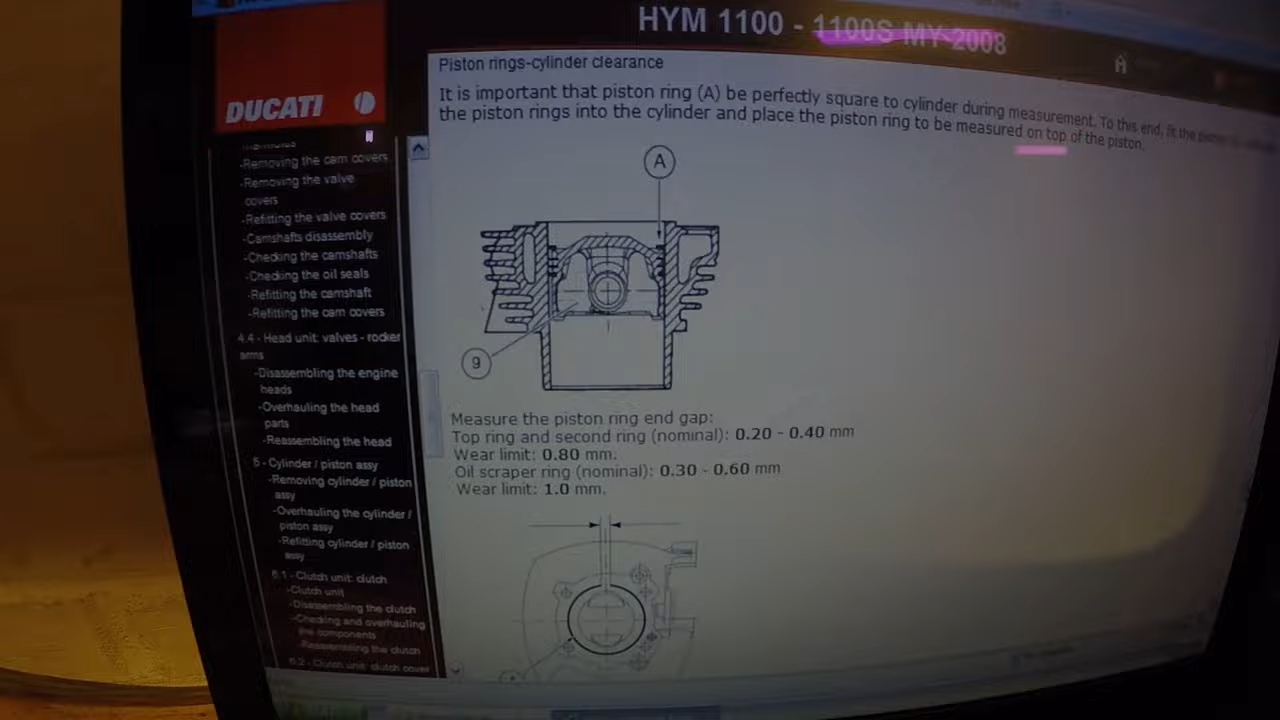 HYM 1100 - 1100S MY-2008
DUCATI
-Removing the cam covers
-Removing the valve
covers
-Refitting the valve covers
-Camshafts disassembly
-Checking the camshafts
-Checking the oil seals
-Refitting the camshaft
-Refitting the cam covers
4.4 - Head unit: valves - rocker
arms
-Disassembling the engine
heads
-Overhauling the head
parts
-Reassembling the head
5 - Cylinder / piston assy
-Removing cylinder / piston
assy
-Overhauling the cylinder /
piston assy
-Refitting cylinder / piston
assy
6.1 - Clutch unit: clutch
-Clutch unit
-Disassembling the clutch
-Checking and overhauling
the components
-Reassembling the clutch
6.2 - Clutch unit: clutch cover
Piston rings-cylinder clearance
It is important that piston ring (A) be perfectly square to cylinder during measurement. To this end, fit the
the piston rings into the cylinder and place the piston ring to be measured on top of the piston.
A
9
Measure the piston ring end gap:
Top ring and second ring (nominal): 0.20 - 0.40 mm
Wear limit: 0.80 mm.
Oil scraper ring (nominal): 0.30 - 0.60 mm
Wear limit: 1.0 mm.